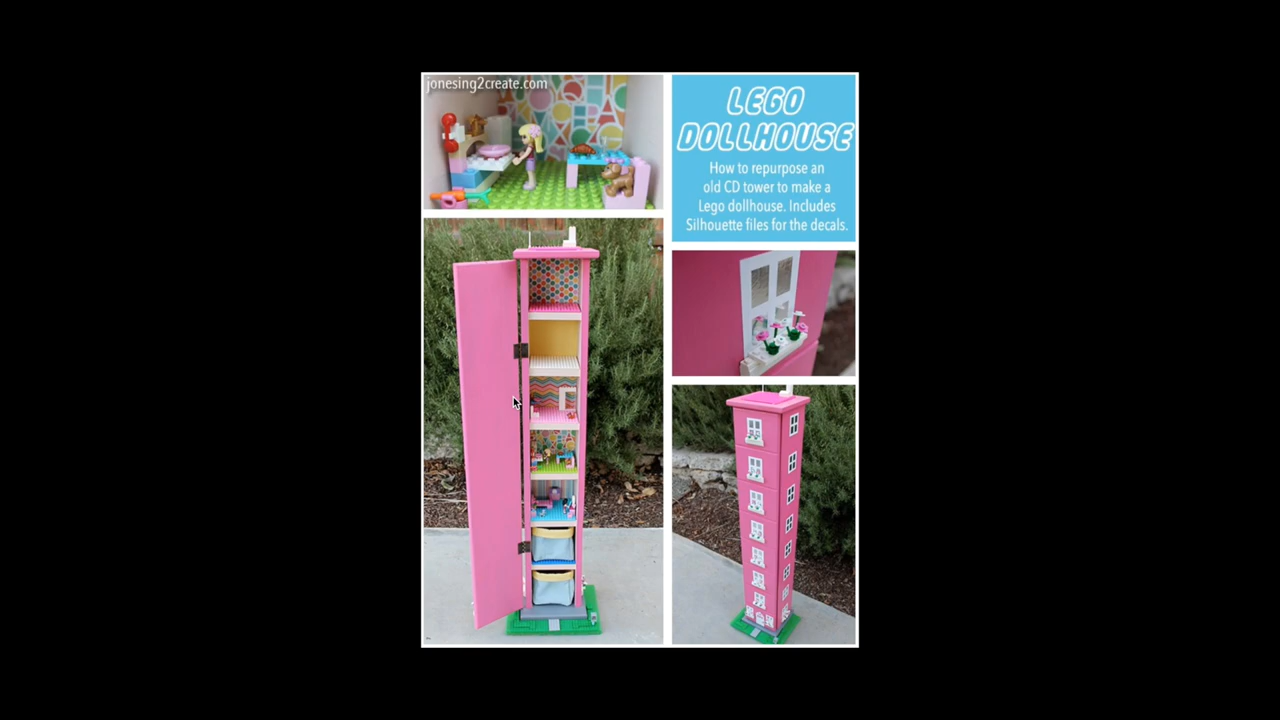 jonesing2create.com
LEGO
DOLLHOUSE
How to repurpose an
old CD tower to make a
Lego dollhouse. Includes
Silhouette files for the decals.